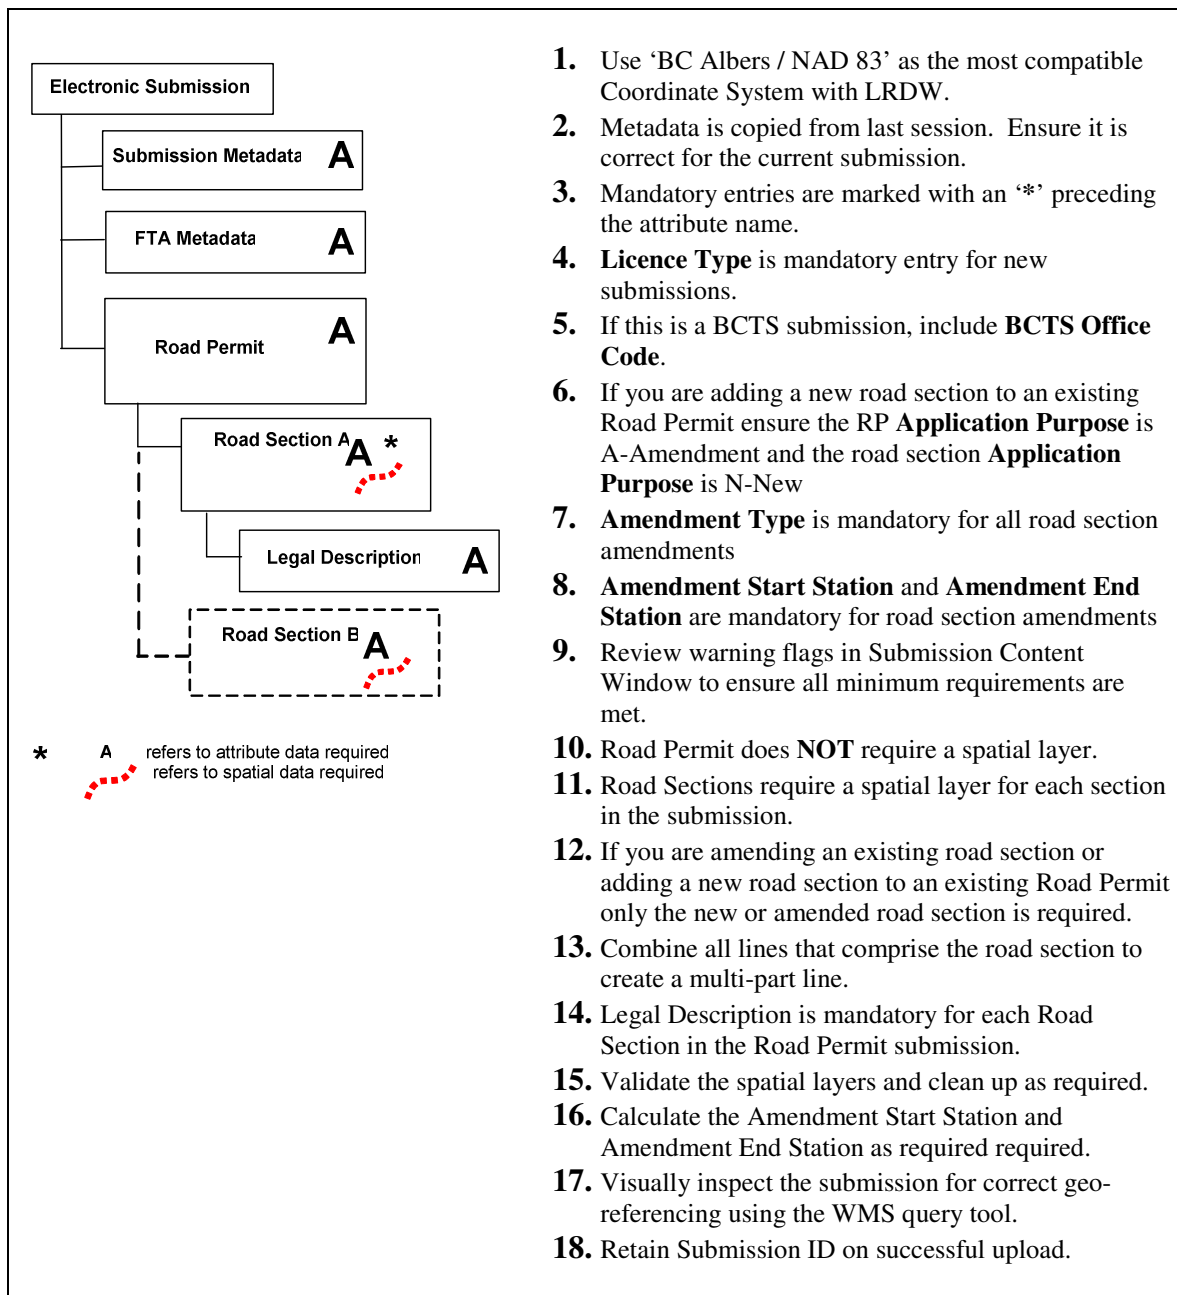 Electronic Submission
Submission Metadata A
FTA Metadata A
Road Permit A
Road Section A A *
Legal Description A
Road Section B A
* A refers to attribute data required
refers to spatial data required
1. Use ‘BC Albers / NAD 83’ as the most compatible
Coordinate System with LRDW.
2. Metadata is copied from last session. Ensure it is
correct for the current submission.
3. Mandatory entries are marked with an ‘*’ preceding
the attribute name.
4. Licence Type is mandatory entry for new
submissions.
5. If this is a BCTS submission, include BCTS Office
Code.
6. If you are adding a new road section to an existing
Road Permit ensure the RP Application Purpose is
A-Amendment and the road section Application
Purpose is N-New
7. Amendment Type is mandatory for all road section
amendments
8. Amendment Start Station and Amendment End
Station are mandatory for road section amendments
9. Review warning flags in Submission Content
Window to ensure all minimum requirements are
met.
10. Road Permit does NOT require a spatial layer.
11. Road Sections require a spatial layer for each section
in the submission.
12. If you are amending an existing road section or
adding a new road section to an existing Road Permit
only the new or amended road section is required.
13. Combine all lines that comprise the road section to
create a multi-part line.
14. Legal Description is mandatory for each Road
Section in the Road Permit submission.
15. Validate the spatial layers and clean up as required.
16. Calculate the Amendment Start Station and
Amendment End Station as required required.
17. Visually inspect the submission for correct geo-
referencing using the WMS query tool.
18. Retain Submission ID on successful upload.